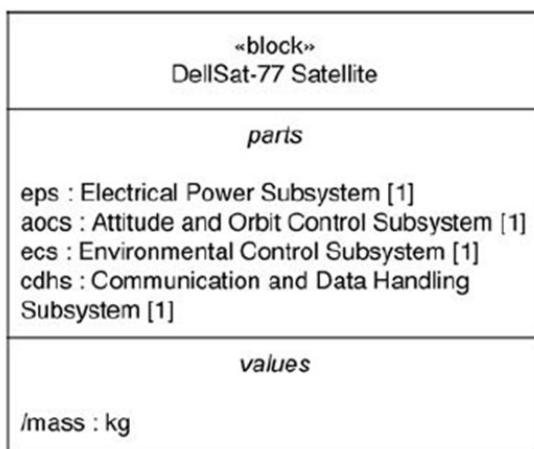 «block»
DellSat-77 Satellite
parts
eps : Electrical Power Subsystem [1]
aocs : Attitude and Orbit Control Subsystem [1]
ecs : Environmental Control Subsystem [1]
cdhs : Communication and Data Handling
Subsystem [1]
values
/mass : kg